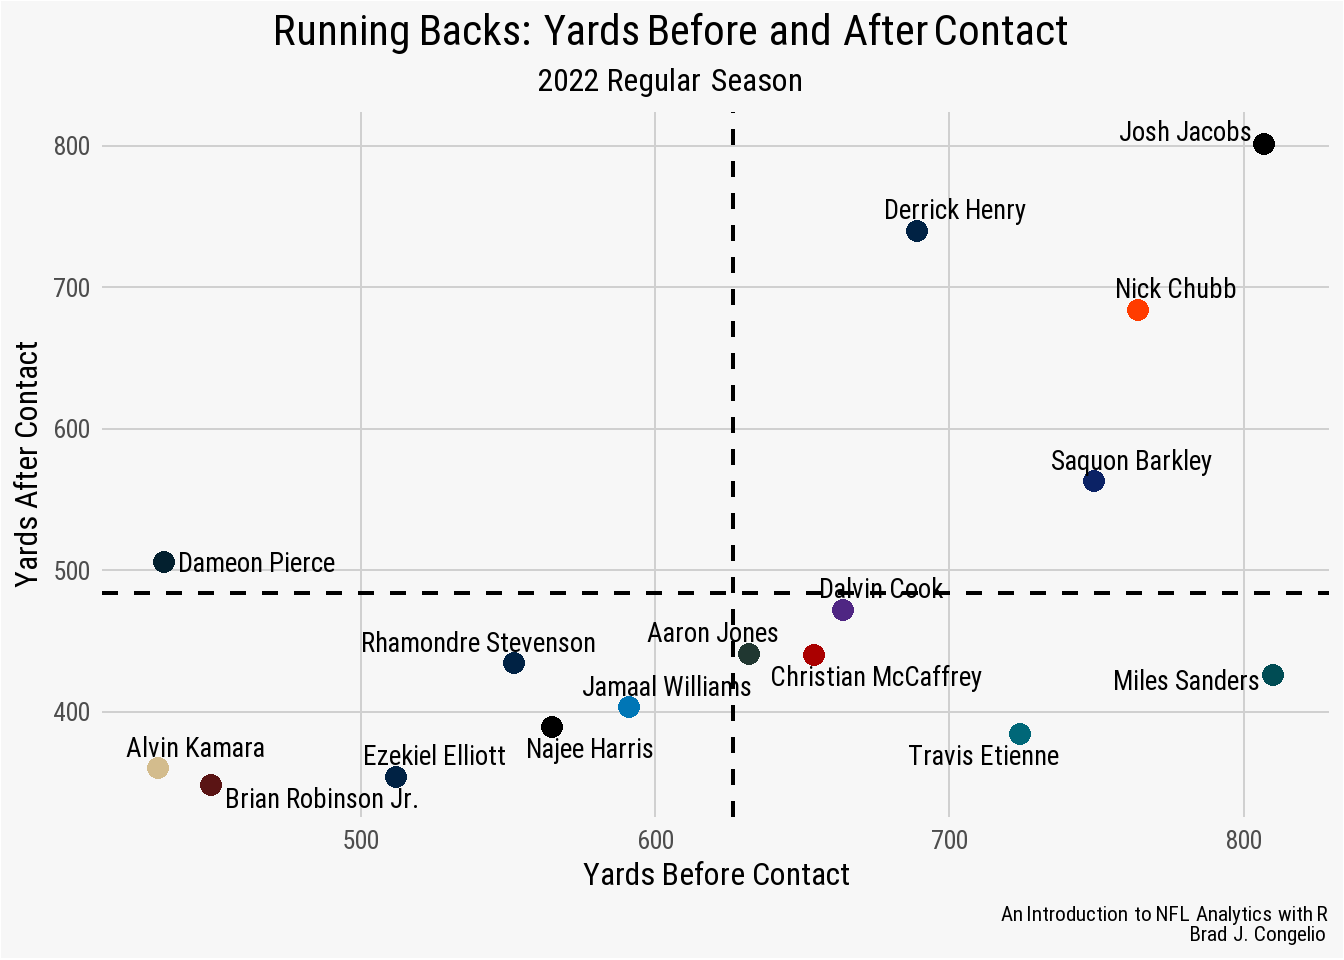 Running Backs: Yards Before and After Contact
2022 Regular Season
Yards After Contact
800
700
600
500
400
Josh Jacobs
Derrick Henry
Nick Chubb
Saquon Barkley
Dameon Pierce
Dalvin Cook
Aaron Jones
Rhamondre Stevenson
Christian McCaffrey
Miles Sanders
Jamaal Williams
Alvin Kamara
Najee Harris
Ezekiel Elliott
Travis Etienne
Brian Robinson Jr.
500
600
700
800
Yards Before Contact
An Introduction to NFL Analytics with R
Brad J. Congelio